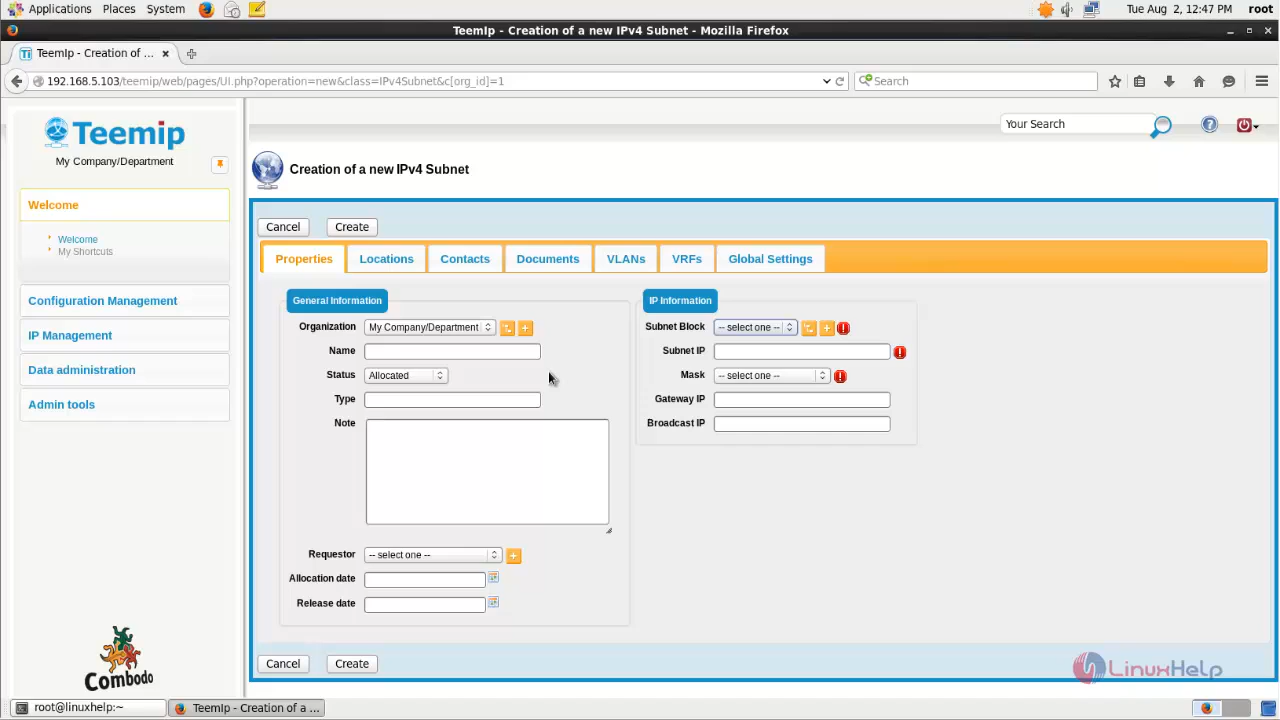 Applications Places System Tue Aug 2, 12:47 PM root
TeemIp - Creation of a new IPv4 Subnet - Mozilla Firefox
TeemIp - Creation of ...
192.168.5.103/teemip/web/pages/UI.php?operation=new&class=IPv4Subnet&c[org_id]=1 Search
Teemip
My Company/Department
Your Search
Creation of a new IPv4 Subnet
Welcome
Welcome
My Shortcuts
Configuration Management
IP Management
Data administration
Admin tools
Combodo
Cancel Create
Properties Locations Contacts Documents VLANs VRFs Global Settings
General Information
Organization My Company/Department
Name
Status Allocated
Type
Note
Requestor -- select one --
Allocation date
Release date
IP Information
Subnet Block -- select one --
Subnet IP
Mask -- select one --
Gateway IP
Broadcast IP
Cancel Create
LinuxHelp
root@linuxhelp:~ TeemIp - Creation of a ...